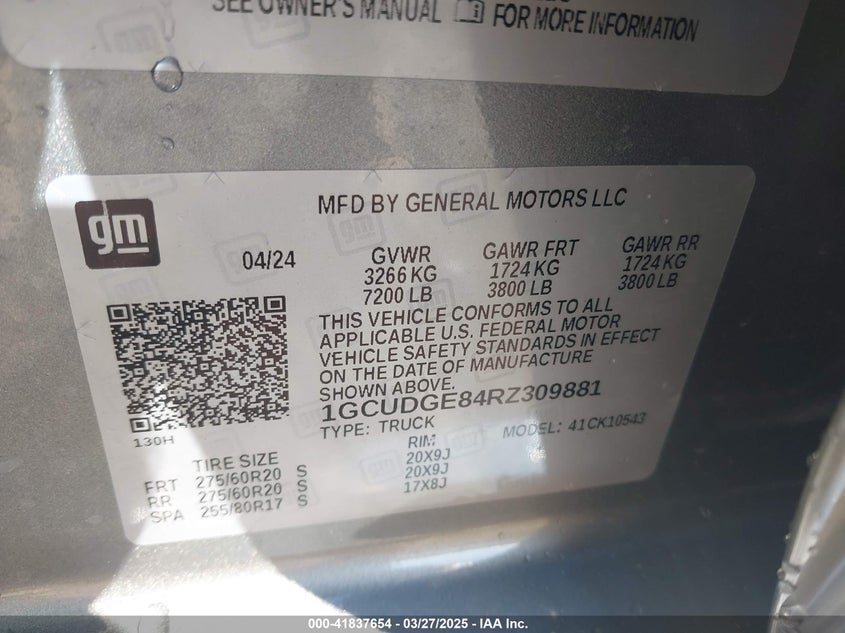 SEE OWNER'S MANUAL FOR MORE INFORMATION
gm
MFD BY GENERAL MOTORS LLC
04/24
GVWR GAWR FRT GAWR RR
3266 KG 1724 KG 1724 KG
7200 LB 3800 LB 3800 LB
THIS VEHICLE CONFORMS TO ALL
APPLICABLE U.S. FEDERAL MOTOR
VEHICLE SAFETY STANDARDS IN EFFECT
ON THE DATE OF MANUFACTURE
SHOWN ABOVE.
1GCUDGE84RZ309881
TYPE: TRUCK MODEL: 41CK10543
130H
TIRE SIZE RIM
FRT 275/60R20 S 20X9J
RR 275/60R20 S 20X9J
SPA 255/80R17 S 17X8J
000-41837654 - 03/27/2025 - IAA Inc.